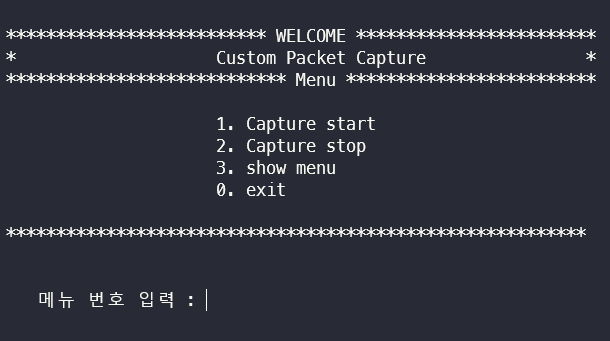 ************************** WELCOME ************************
* Custom Packet Capture *
**************************** Menu *************************
1. Capture start
2. Capture stop
3. show menu
0. exit
**********************************************************
메뉴 번호 입력 :